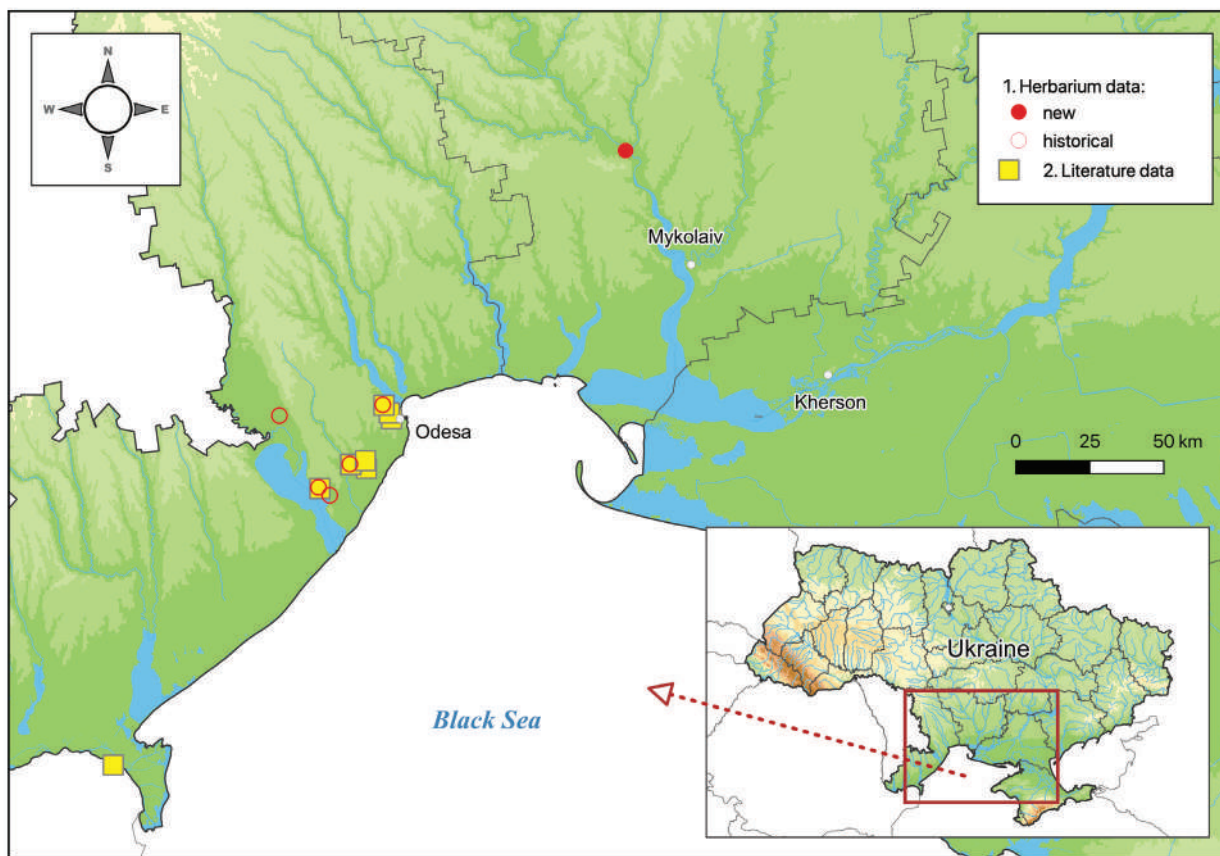 N
W E
S
1. Herbarium data:
new
historical
2. Literature data
Mykolaiv
Kherson
Odesa
0 25 50 km
Black Sea
Ukraine